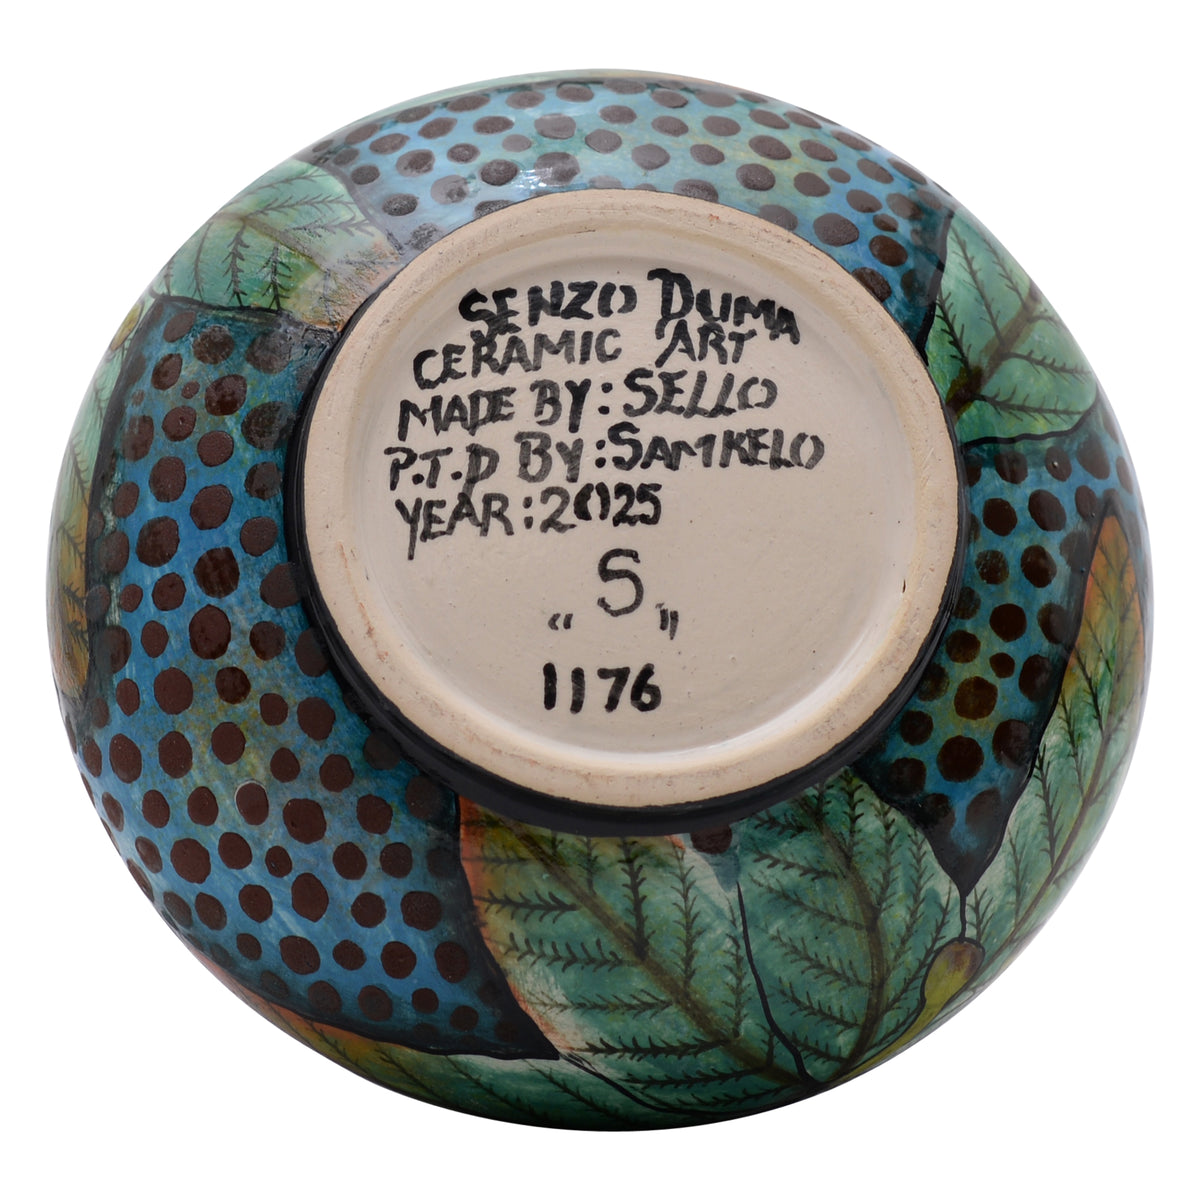 SENZO DUMA
CERAMIC ART
MADE BY: SELLO
P.T.D BY: SAMKELO
YEAR: 2025
"S"
1176